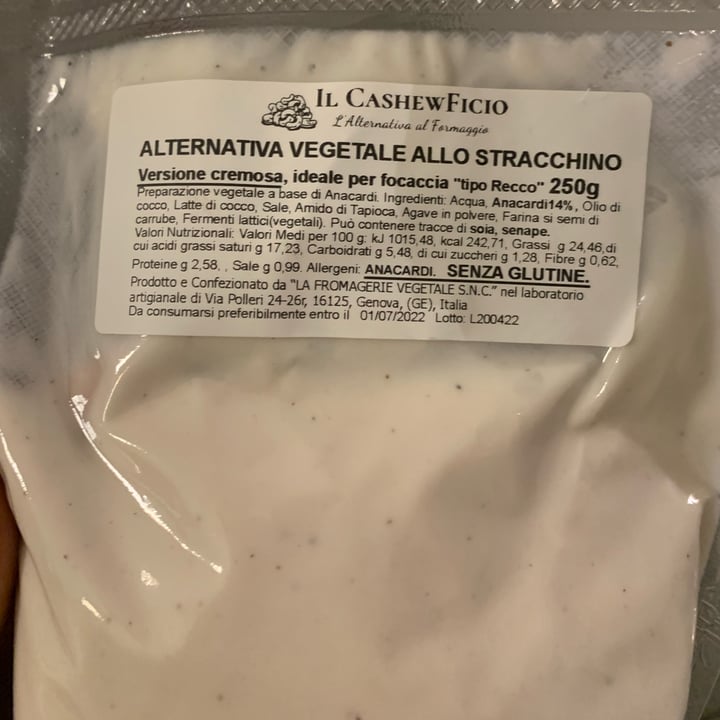 IL CASHEWFICIO
L'Alternativa al Formaggio
ALTERNATIVA VEGETALE ALLO STRACCHINO
Versione cremosa, ideale per focaccia "tipo Recco" 250g
Preparazione vegetale a base di Anacardi. Ingredienti: Acqua, Anacardi14%, Olio di
cocco, Latte di cocco, Sale, Amido di Tapioca, Agave in polvere, Farina si semi di
carrube, Fermenti lattici(vegetali). Può contenere tracce di soia, senape.
Valori Nutrizionali: Valori Medi per 100 g: kJ 1015,48, kcal 242,71, Grassi g 24,46,di
cui acidi grassi saturi g 17,23, Carboidrati g 5,48, di cui zuccheri g 1,28, Fibre g 0,62,
Proteine g 2,58, , Sale g 0,99. Allergeni: ANACARDI. SENZA GLUTINE.
Prodotto e Confezionato da "LA FROMAGERIE VEGETALE S.N.C." nel laboratorio
artigianale di Via Polleri 24-26r, 16125, Genova, (GE), Italia
Da consumarsi preferibilmente entro il 01/07/2022 Lotto: L200422